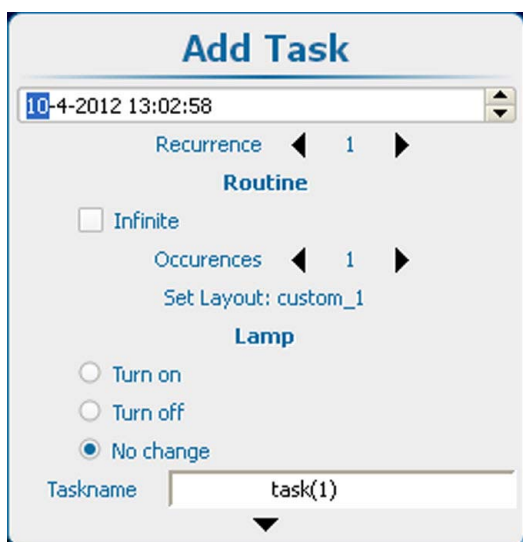 Add Task
10-4-2012 13:02:58
Recurrence 1
Routine
Infinite
Occurences 1
Set Layout: custom_1
Lamp
Turn on
Turn off
No change
Taskname task(1)